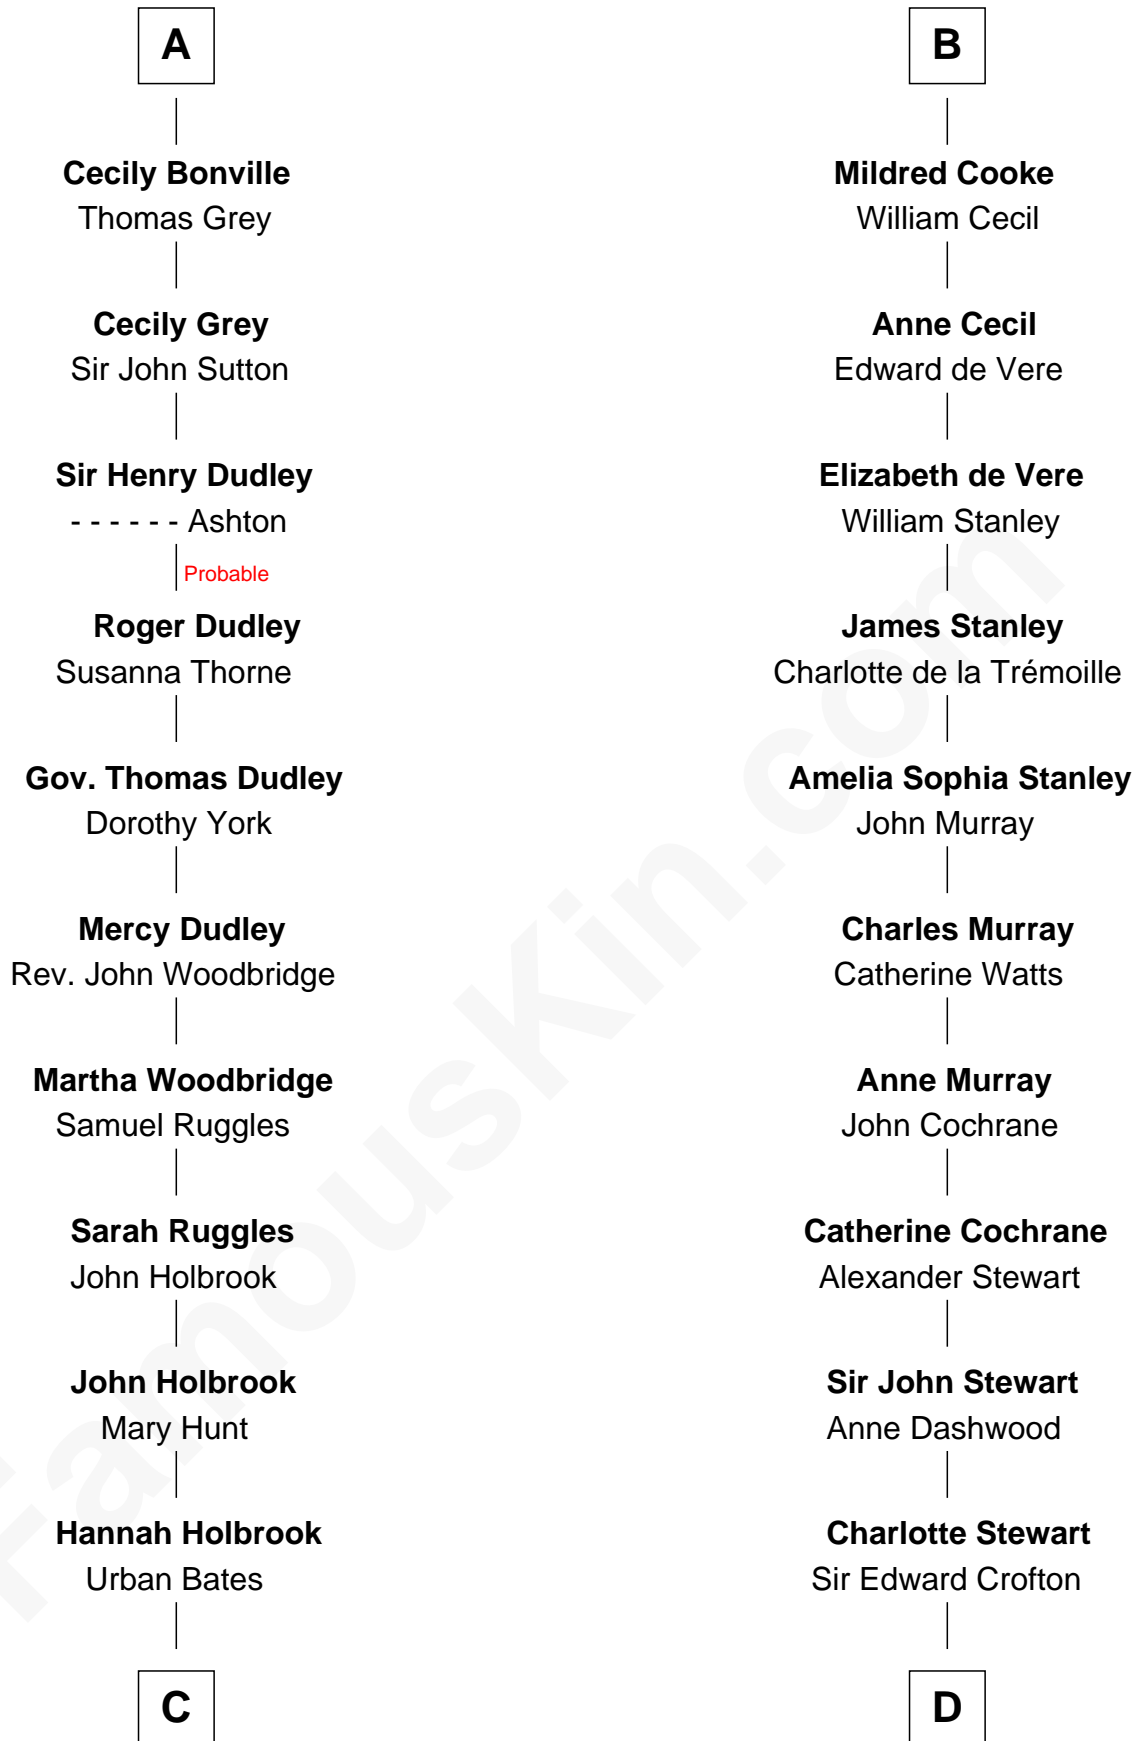 A
Cecily Bonville
Thomas Grey
Cecily Grey
Sir John Sutton
Sir Henry Dudley
- - - - - - Ashton
Probable
Roger Dudley
Susanna Thorne
Gov. Thomas Dudley
Dorothy York
Mercy Dudley
Rev. John Woodbridge
Martha Woodbridge
Samuel Ruggles
Sarah Ruggles
John Holbrook
John Holbrook
Mary Hunt
Hannah Holbrook
Urban Bates
C
B
Mildred Cooke
William Cecil
Anne Cecil
Edward de Vere
Elizabeth de Vere
William Stanley
James Stanley
Charlotte de la Trémoille
Amelia Sophia Stanley
John Murray
Charles Murray
Catherine Watts
Anne Murray
John Cochrane
Catherine Cochrane
Alexander Stewart
Sir John Stewart
Anne Dashwood
Charlotte Stewart
Sir Edward Crofton
D
FamousKin.com